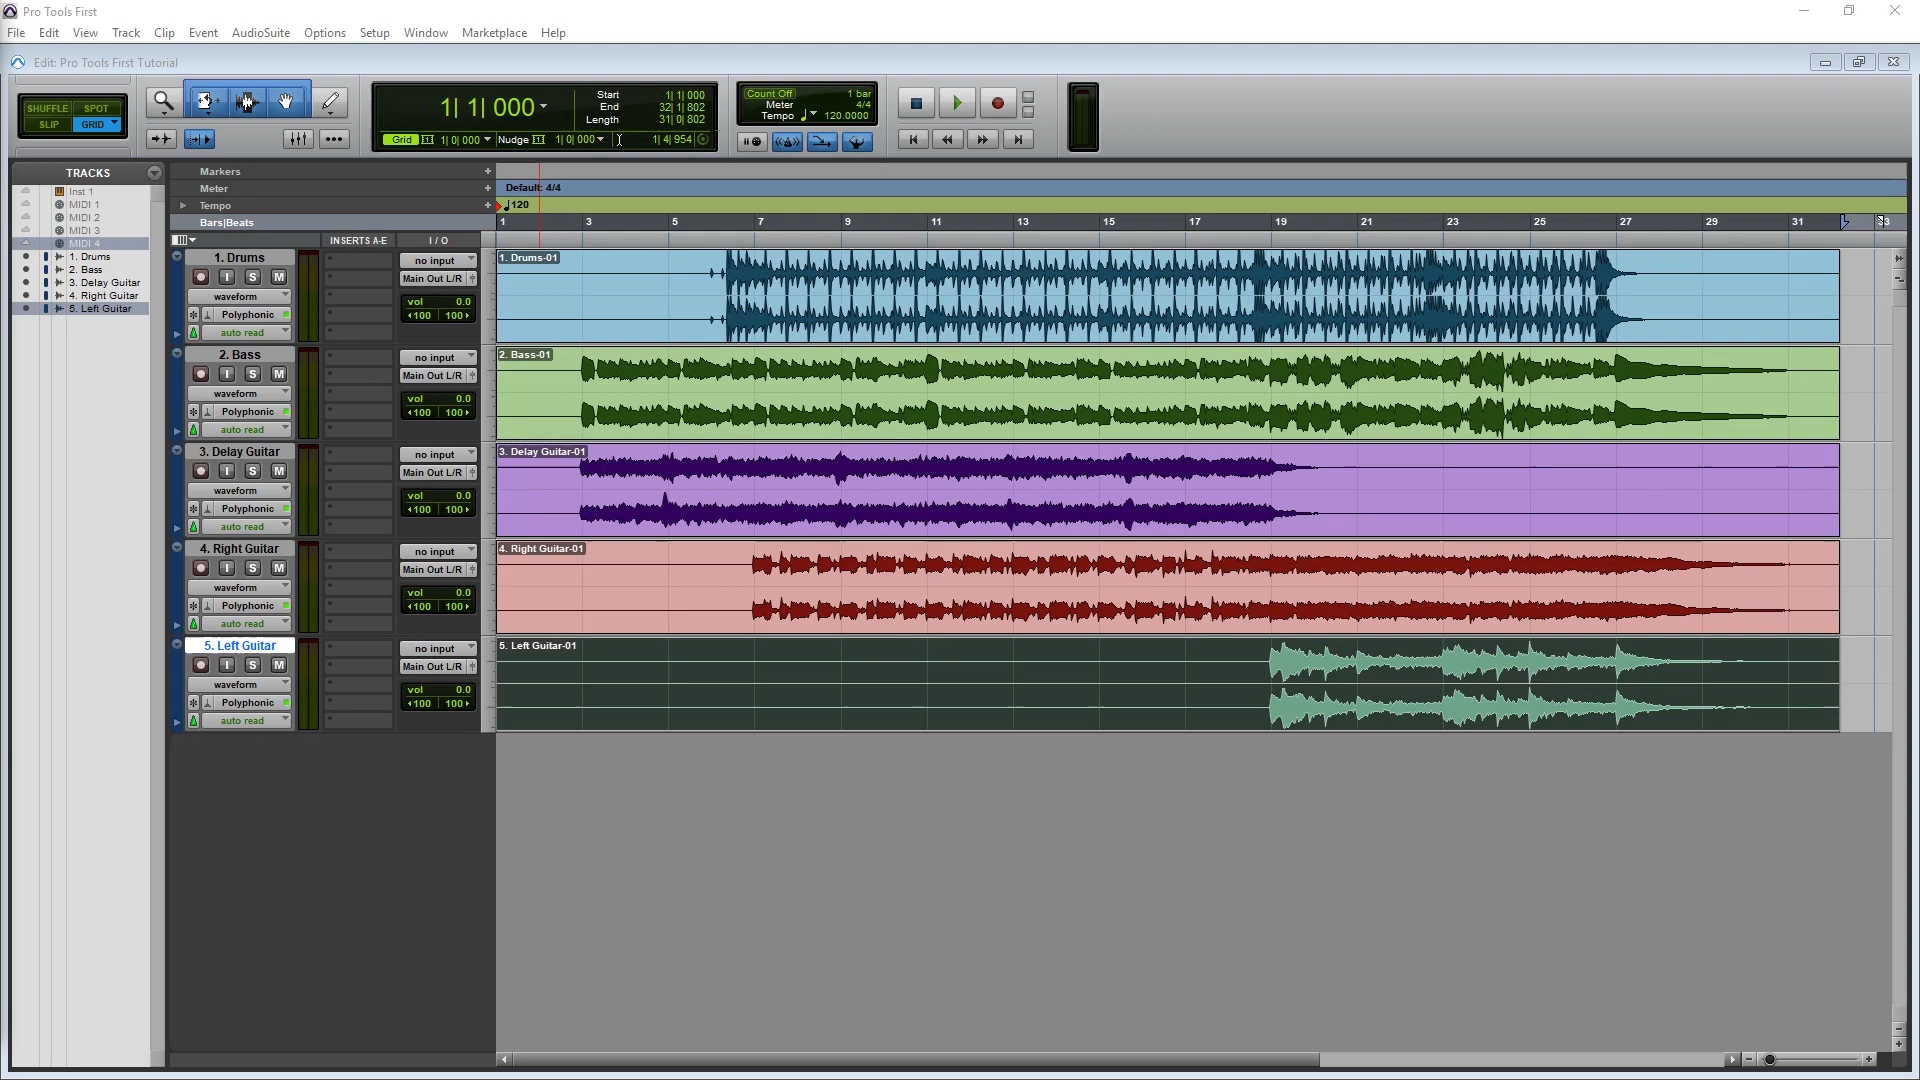 Pro Tools First
File Edit View Track Clip Event AudioSuite Options Setup Window Marketplace Help
Edit: Pro Tools First Tutorial
SHUFFLE SPOT
SLIP GRID
1| 1| 000
Start 1| 1| 000
End 32| 1| 802
Length 31| 0| 802
Grid 1| 0| 000 Nudge 1| 0| 000 1| 4| 954
Count Off 1 bar
Meter 4/4
Tempo 120.0000
TRACKS
Inst 1
MIDI 1
MIDI 2
MIDI 3
MIDI 4
1. Drums
2. Bass
3. Delay Guitar
4. Right Guitar
5. Left Guitar
Markers
Meter Default: 4/4
Tempo 120
Bars|Beats 1 3 5 7 9 11 13 15 17 19 21 23 25 27 29 31
INSERTS A-E I / O
1. Drums no input 1. Drums-01
I S M Main Out L/R
waveform vol 0.0
Polyphonic 100 100
auto read
2. Bass no input 2. Bass-01
I S M Main Out L/R
waveform vol 0.0
Polyphonic 100 100
auto read
3. Delay Guitar no input 3. Delay Guitar-01
I S M Main Out L/R
waveform vol 0.0
Polyphonic 100 100
auto read
4. Right Guitar no input 4. Right Guitar-01
I S M Main Out L/R
waveform vol 0.0
Polyphonic 100 100
auto read
5. Left Guitar no input 5. Left Guitar-01
I S M Main Out L/R
waveform vol 0.0
Polyphonic 100 100
auto read